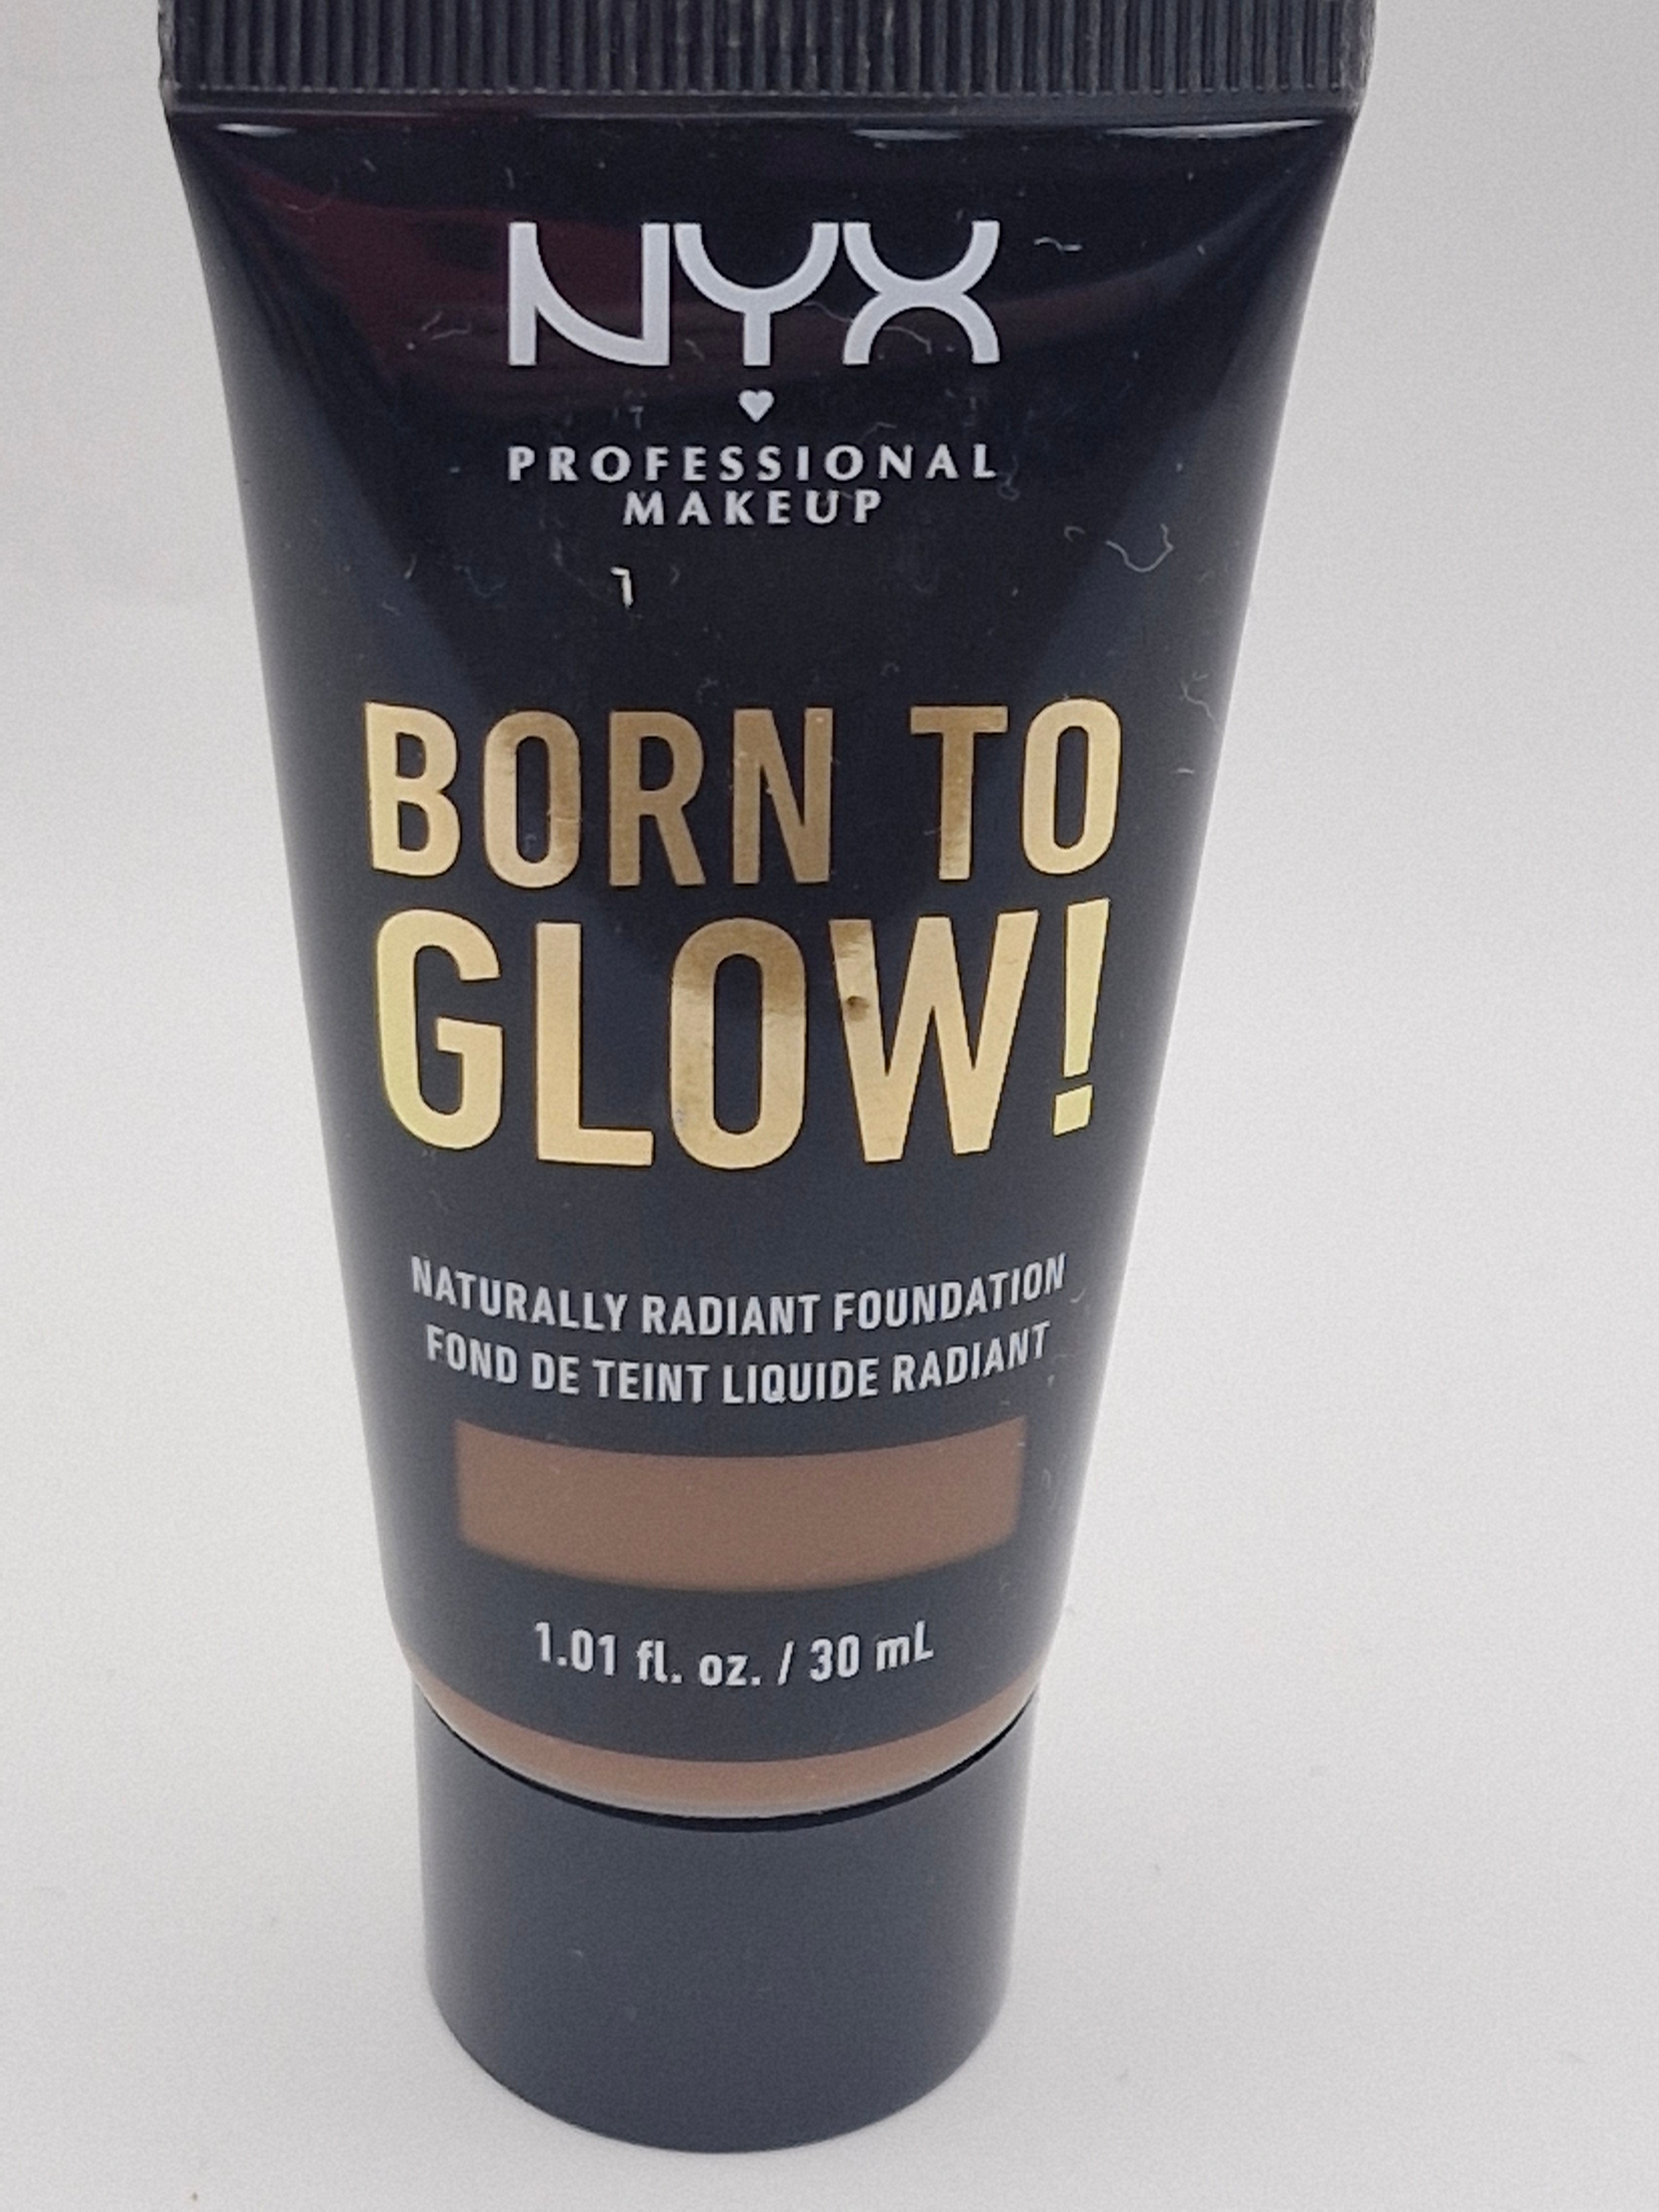 NYX
PROFESSIONAL
MAKEUP
BORN TO
GLOW!
NATURALLY RADIANT FOUNDATION
FOND DE TEINT LIQUIDE RADIANT
1.01 fl. oz. / 30 mL